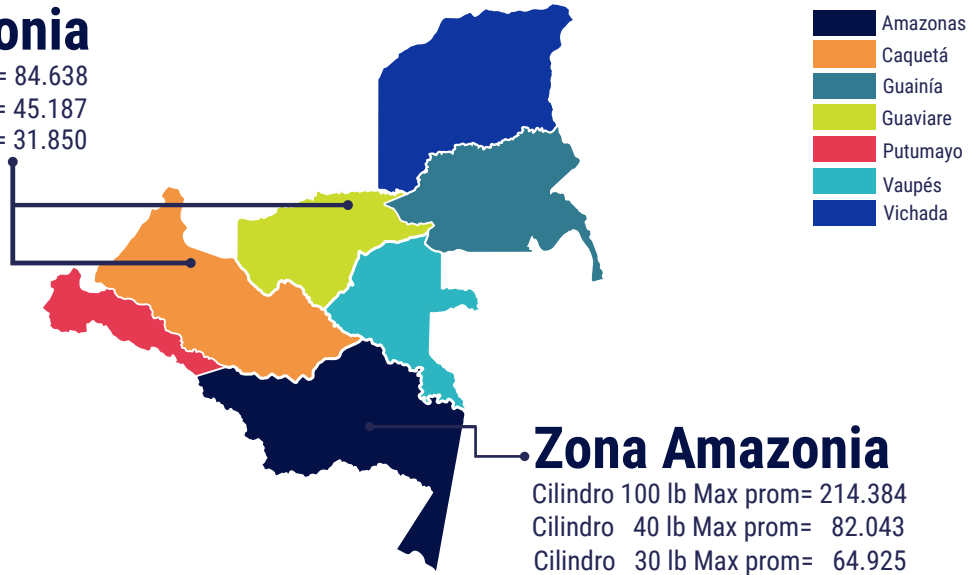 onia
= 84.638
= 45.187
= 31.850
Amazonas
Caquetá
Guainía
Guaviare
Putumayo
Vaupés
Vichada
Zona Amazonia
Cilindro 100 lb Max prom= 214.384
Cilindro 40 lb Max prom= 82.043
Cilindro 30 lb Max prom= 64.925